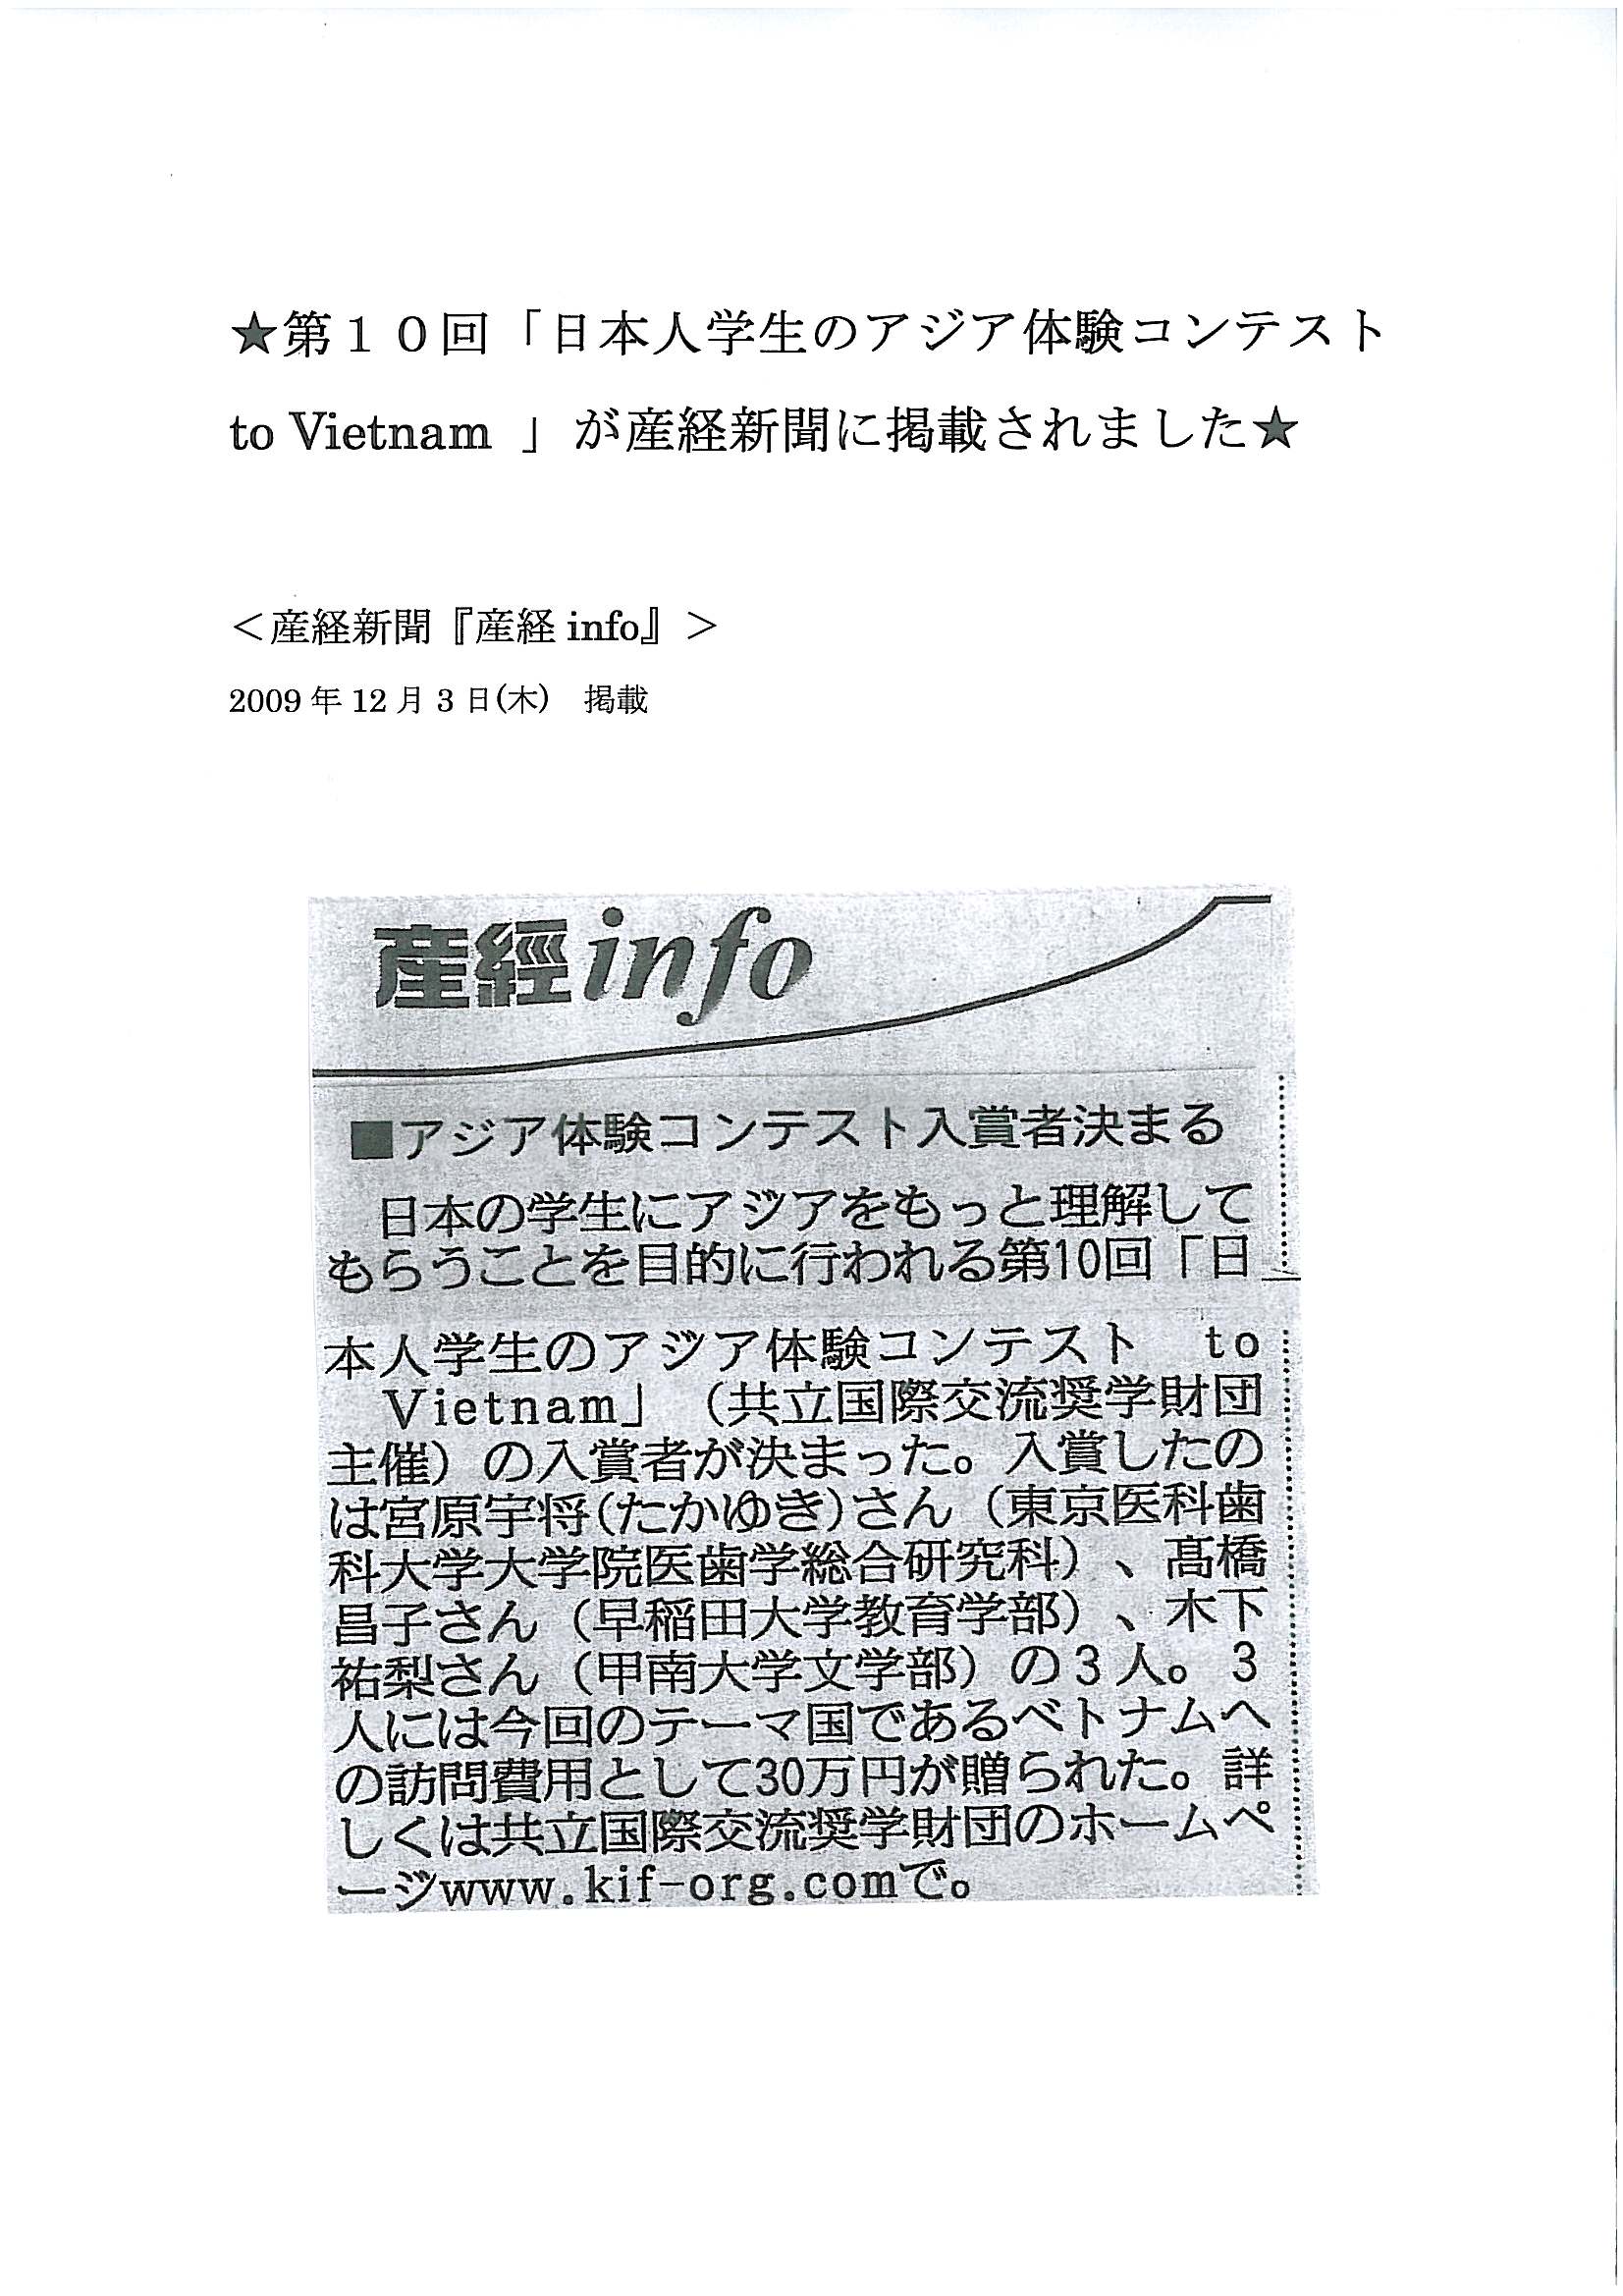 ★第１０回「日本人学生のアジア体験コンテスト
to Vietnam 」が産経新聞に掲載されました★
＜産経新聞『産経 info』＞
2009 年 12 月 3 日(木)　掲載
産經info
■アジア体験コンテスト入賞者決まる
　日本の学生にアジアをもっと理解して
もらうことを目的に行われる第10回「日
本人学生のアジア体験コンテスト　to
　Vietnam」（共立国際交流奨学財団
主催）の入賞者が決まった。入賞したの
は宮原宇将(たかゆき)さん（東京医科歯
科大学大学院医歯学総合研究科）、髙橋
昌子さん（早稲田大学教育学部）、木下
祐梨さん（甲南大学文学部）の３人。３
人には今回のテーマ国であるベトナムへ
の訪問費用として30万円が贈られた。詳
しくは共立国際交流奨学財団のホームペ
ージwww.kif-org.comで。